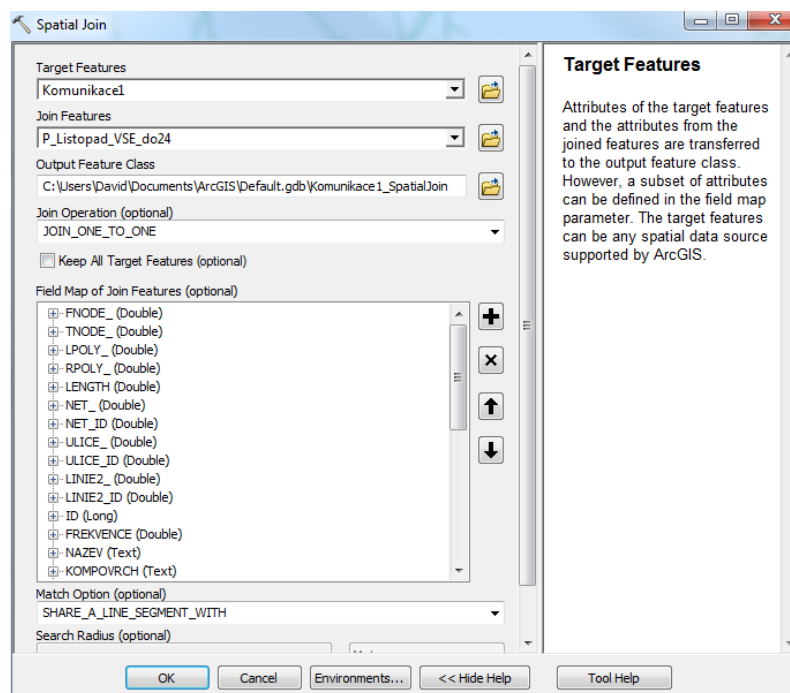 Spatial Join
Target Features
Komunikace1
Join Features
P_Listopad_VSE_do24
Output Feature Class
C:\Users\David\Documents\ArcGIS\Default.gdb\Komunikace1_SpatialJoin
Join Operation (optional)
JOIN_ONE_TO_ONE
Keep All Target Features (optional)
Field Map of Join Features (optional)
FNODE_ (Double)
TNODE_ (Double)
LPOLY_ (Double)
RPOLY_ (Double)
LENGTH (Double)
NET_ (Double)
NET_ID (Double)
ULICE_ (Double)
ULICE_ID (Double)
LINIE2_ (Double)
LINIE2_ID (Double)
ID (Long)
FREKVENCE (Double)
NAZEV (Text)
KOMPOVRCH (Text)
Match Option (optional)
SHARE_A_LINE_SEGMENT_WITH
Search Radius (optional)
OK
Cancel
Environments...
<< Hide Help
Tool Help
Target Features
Attributes of the target features
and the attributes from the
joined features are transferred
to the output feature class.
However, a subset of attributes
can be defined in the field map
parameter. The target features
can be any spatial data source
supported by ArcGIS.